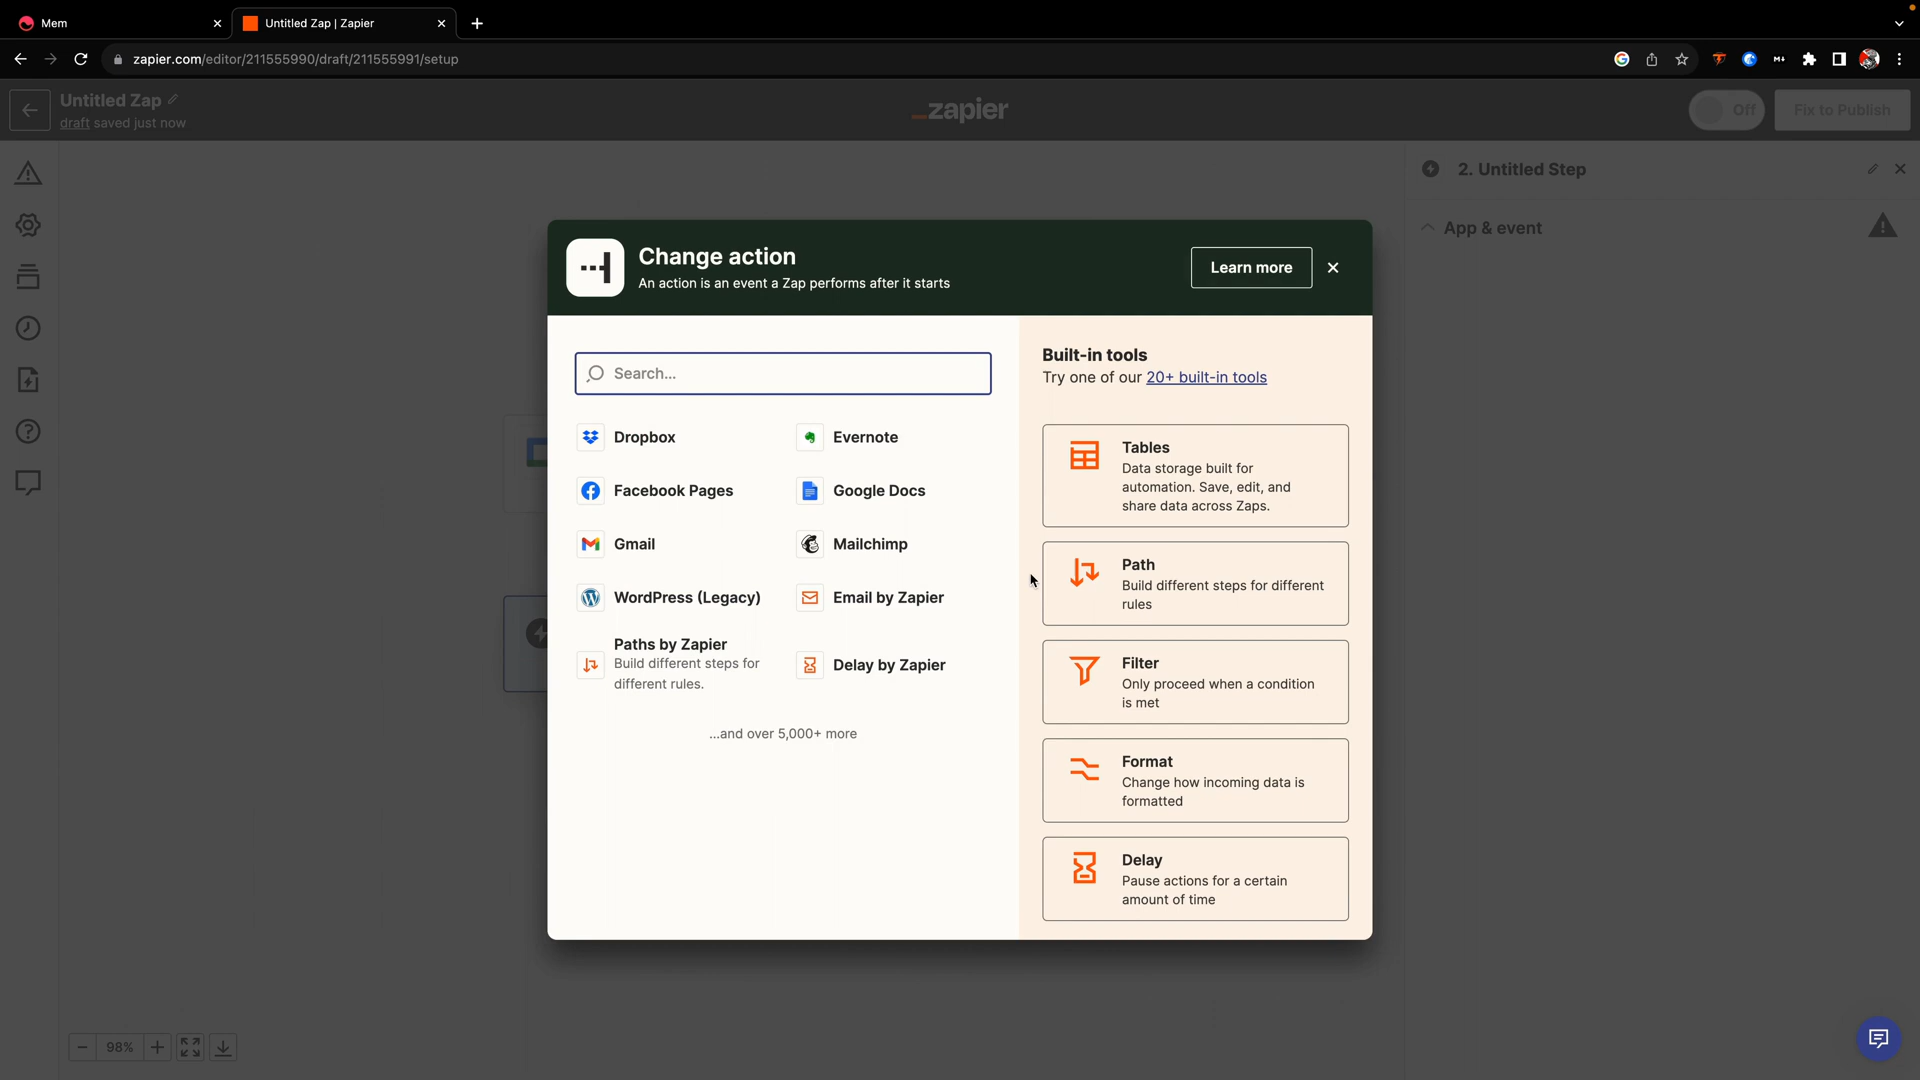 Mem
Untitled Zap | Zapier
zapier.com/editor/211555990/draft/211555991/setup
Untitled Zap
draft saved just now
_zapier
Off
Fix to Publish
2. Untitled Step
App & event
Change action
An action is an event a Zap performs after it starts
Learn more
Search...
Dropbox
Evernote
Facebook Pages
Google Docs
Gmail
Mailchimp
WordPress (Legacy)
Email by Zapier
Paths by Zapier
Build different steps for
different rules.
Delay by Zapier
...and over 5,000+ more
Built-in tools
Try one of our 20+ built-in tools
Tables
Data storage built for
automation. Save, edit, and
share data across Zaps.
Path
Build different steps for different
rules
Filter
Only proceed when a condition
is met
Format
Change how incoming data is
formatted
Delay
Pause actions for a certain
amount of time
98%